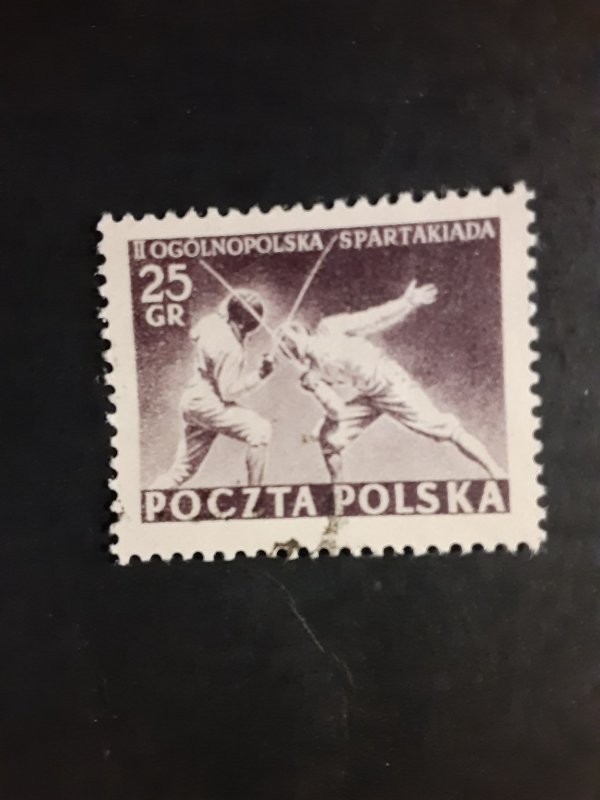 II OGÓLNOPOLSKA SPARTAKIADA
25
GR
POCZTA POLSKA